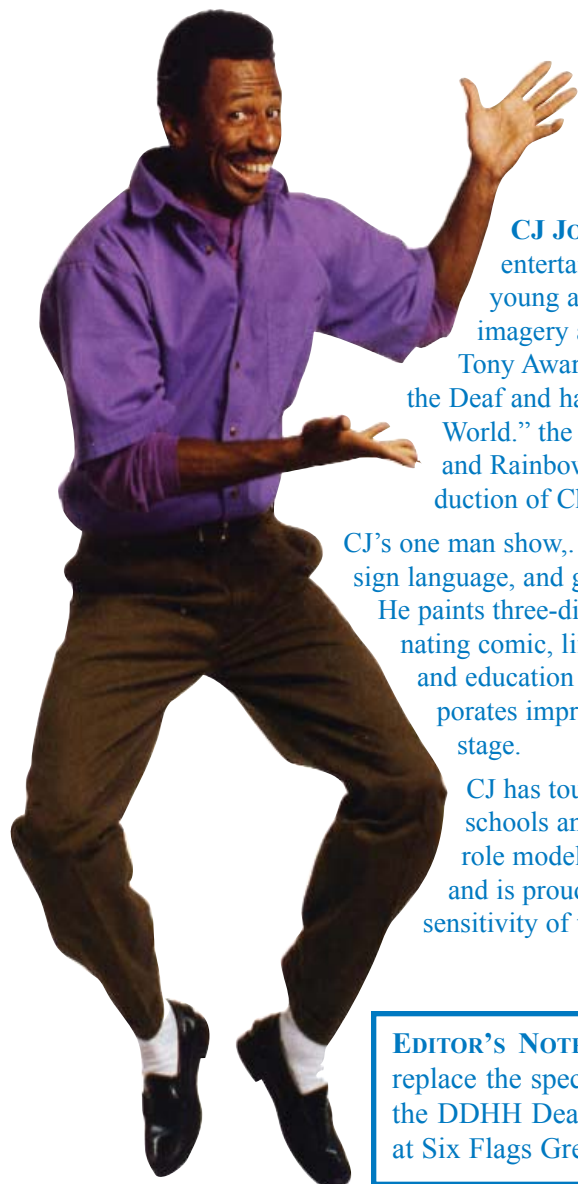 CJ
enterta
young a
imagery a
Tony Awar
the Deaf and ha
World.” the
and Rainbow
duction of C
CJ’s one man show,.
sign language, and g
He paints three-di
nating comic, li
and education
porates impr
stage.
CJ has tou
schools an
role model
and is proud
sensitivity of
EDITOR’S NOTE
replace the spec
the DDHH Dea
at Six Flags Gre